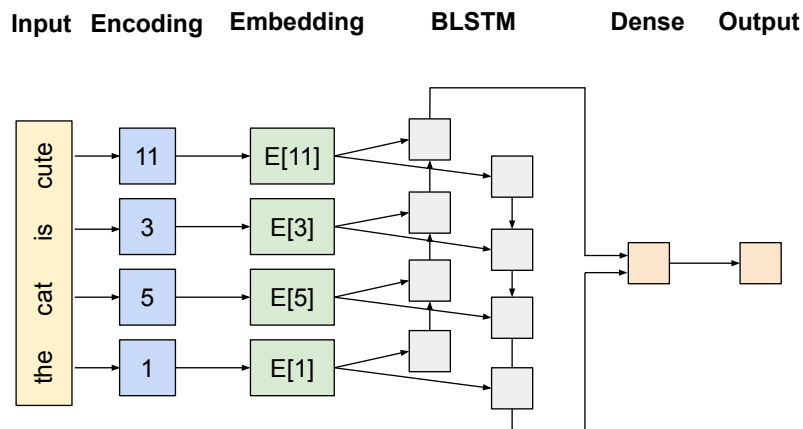 Input Encoding Embedding BLSTM Dense Output
cute 11 E[11]
is 3 E[3]
cat 5 E[5]
the 1 E[1]